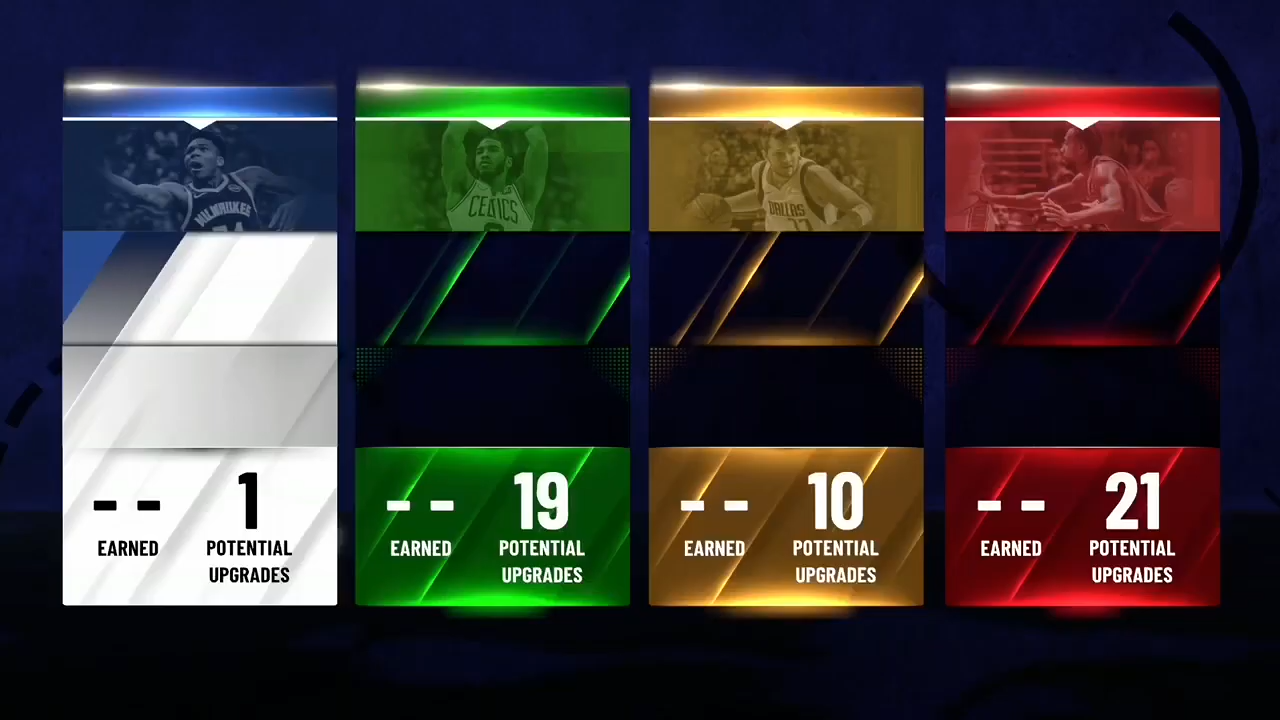 MILWAUKEE
CELTICS
DALLAS
- - 1
EARNED POTENTIAL
UPGRADES
- - 19
EARNED POTENTIAL
UPGRADES
- - 10
EARNED POTENTIAL
UPGRADES
- - 21
EARNED POTENTIAL
UPGRADES